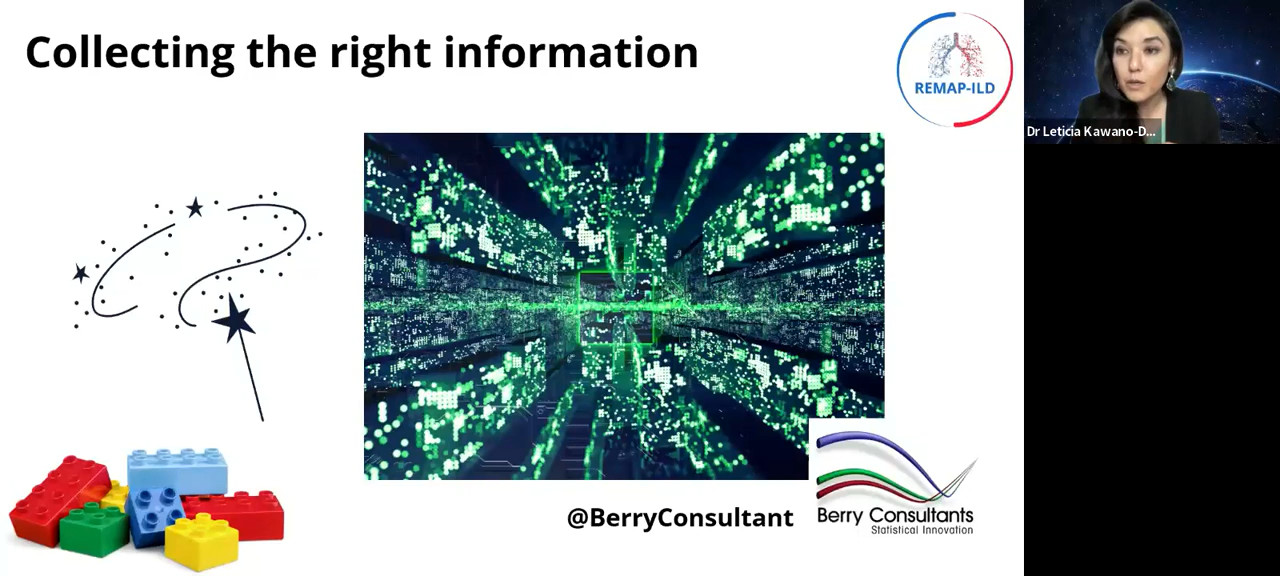 Collecting the right information
REMAP-ILD
Dr Leticia Kawano-D...
@BerryConsultant
Berry Consultants
Statistical Innovation